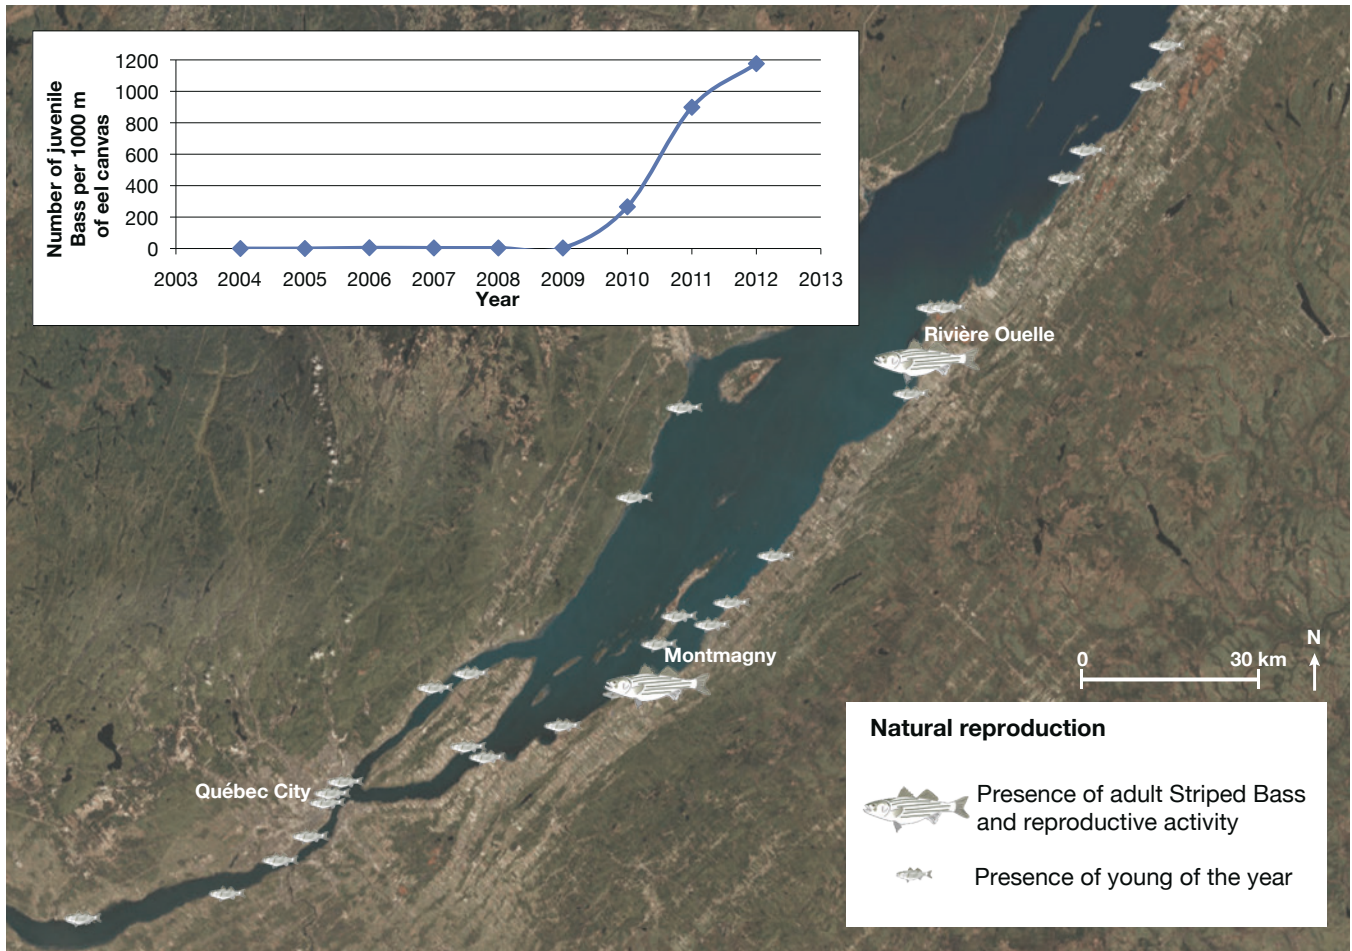 Number of juvenile
Bass per 1000 m
of eel canvas
1200
1000
800
600
400
200
0
2003 2004 2005 2006 2007 2008 2009 2010 2011 2012 2013
Year
Rivière Ouelle
Montmagny
Québec City
N
0 30 km
Natural reproduction
Presence of adult Striped Bass
and reproductive activity
Presence of young of the year